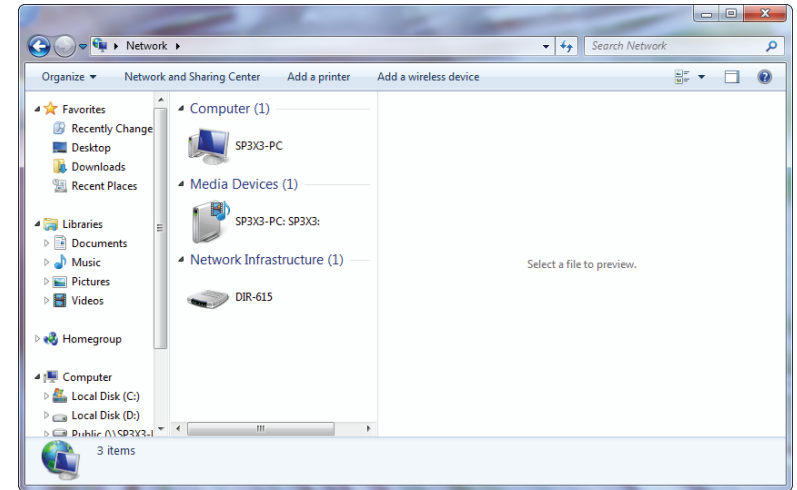 Network
Search Network
Organize
Network and Sharing Center
Add a printer
Add a wireless device
Favorites
Recently Change
Desktop
Downloads
Recent Places
Libraries
Documents
Music
Pictures
Videos
Homegroup
Computer
Local Disk (C:)
Local Disk (D:)
Public (\\SP3X3-
Computer (1)
SP3X3-PC
Media Devices (1)
SP3X3-PC: SP3X3:
Network Infrastructure (1)
DIR-615
Select a file to preview.
3 items